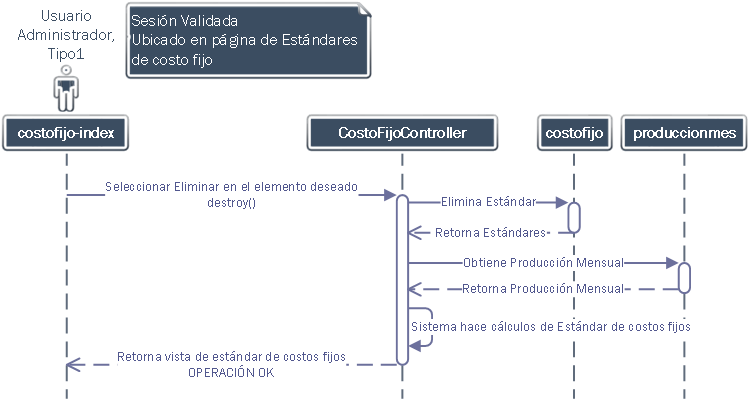 Usuario
Administrador,
Tipo1
Sesión Validada
Ubicado en página de Estándares
de costo fijo
costofijo-index
CostoFijoController
costofijo
produccionmes
Seleccionar Eliminar en el elemento deseado
destroy()
Elimina Estándar
Retorna Estándares
Obtiene Producción Mensual
Retorna Producción Mensual
Sistema hace cálculos de Estándar de costos fijos
Retorna vista de estándar de costos fijos
OPERACIÓN OK